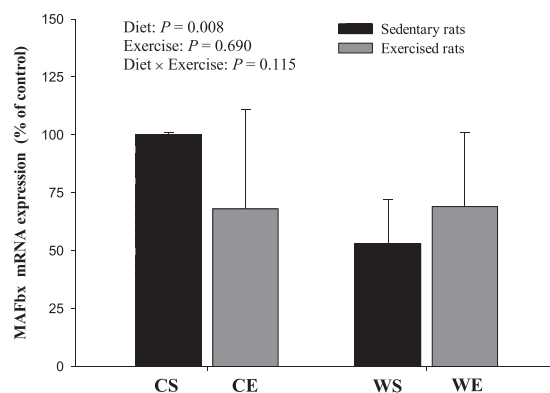 150
Diet: P = 0.008
Exercise: P = 0.690
Diet × Exercise: P = 0.115
Sedentary rats
Exercised rats
125
100
75
50
25
0
MAFbx mRNA expression (% of control)
CS CE WS WE